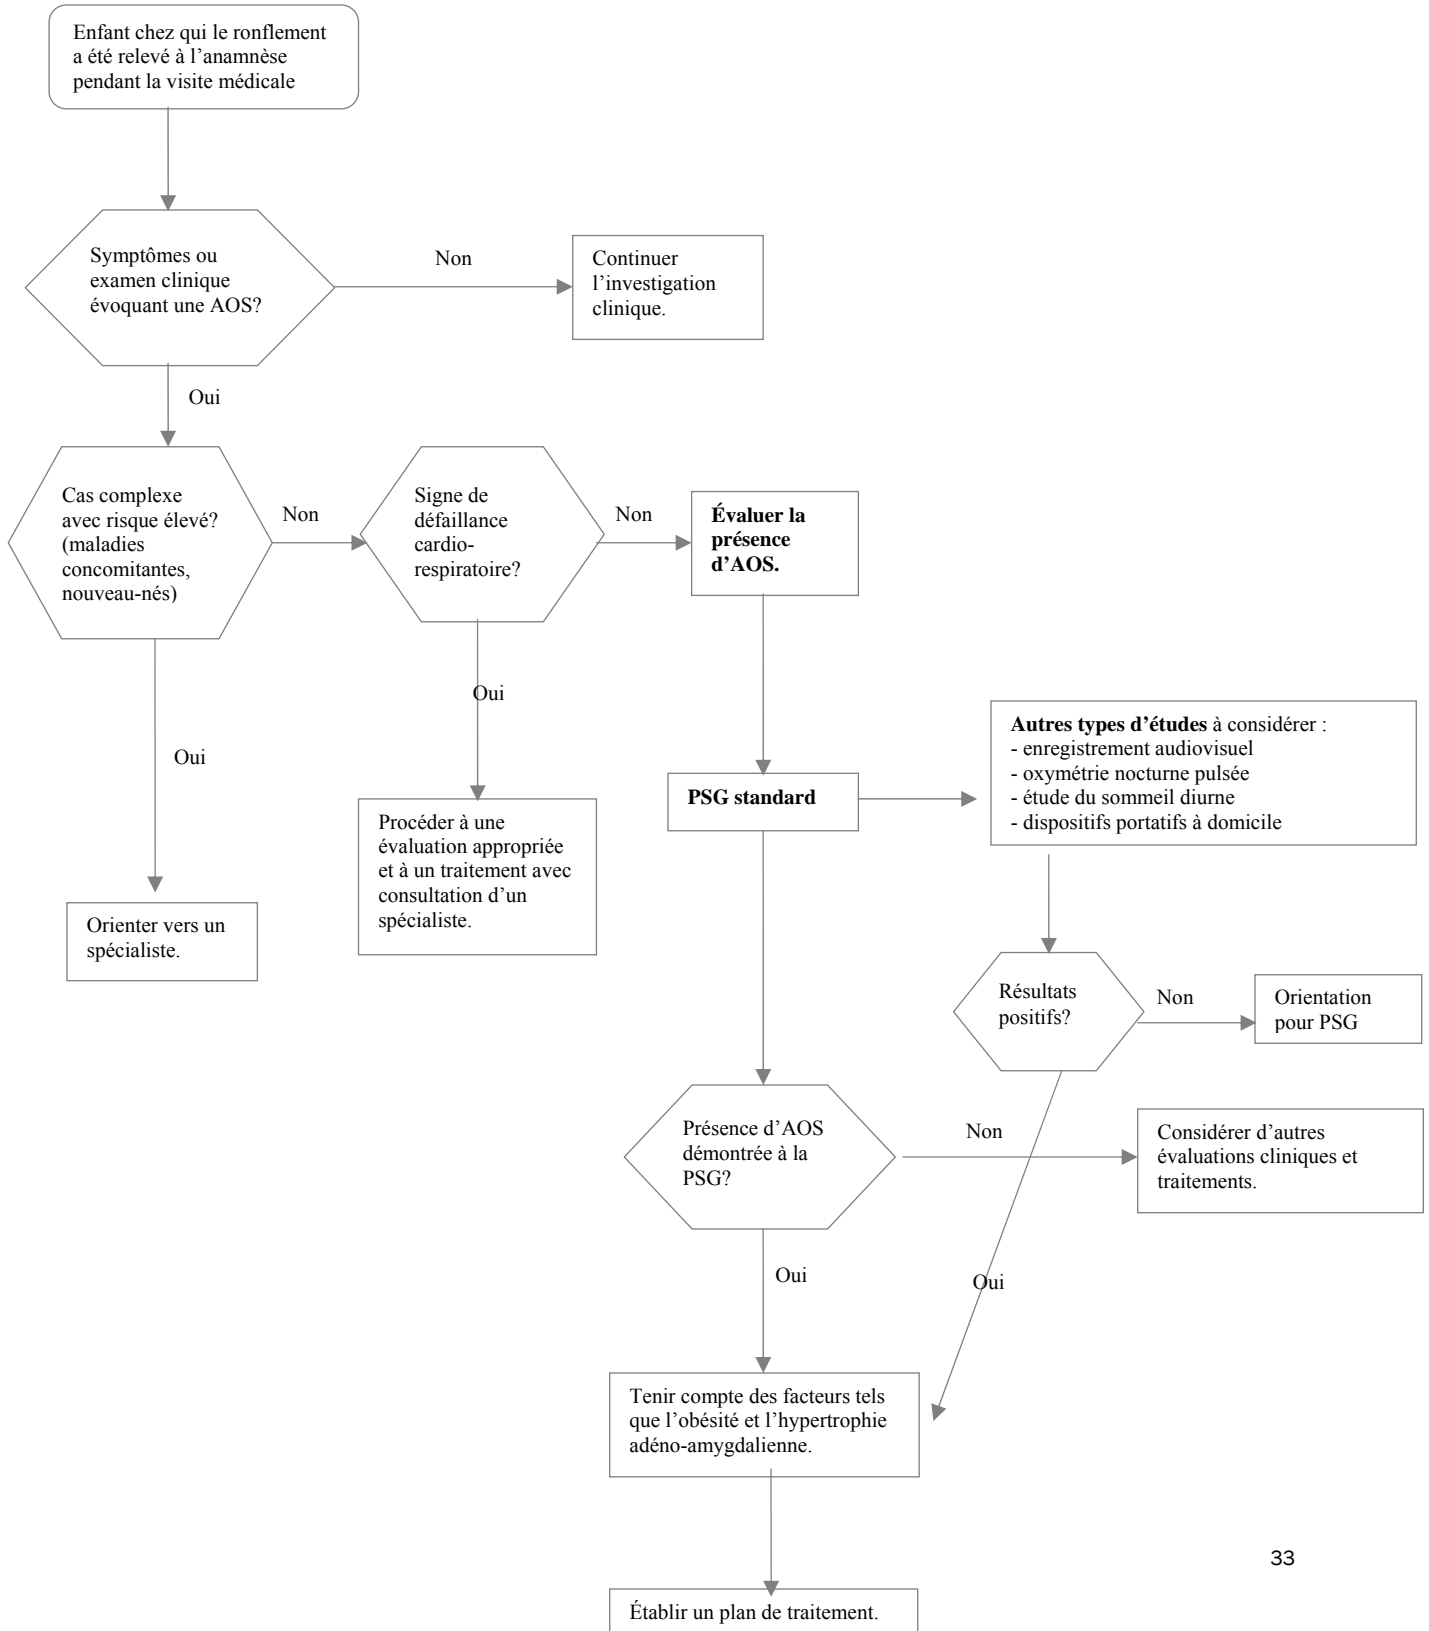 Enfant chez qui le ronflement
a été relevé à l’anamnèse
pendant la visite médicale
Symptômes ou
examen clinique
évoquant une AOS?
Non
Continuer
l’investigation
clinique.
Oui
Cas complexe
avec risque élevé?
(maladies
concomitantes,
nouveau-nés)
Non
Signe de
défaillance
cardio-
respiratoire?
Non
Évaluer la
présence
d’AOS.
Oui
Oui
Autres types d’études à considérer :
- enregistrement audiovisuel
- oxymétrie nocturne pulsée
- étude du sommeil diurne
- dispositifs portatifs à domicile
PSG standard
Procéder à une
évaluation appropriée
et à un traitement avec
consultation d’un
spécialiste.
Orienter vers un
spécialiste.
Résultats
positifs?
Non
Orientation
pour PSG
Présence d’AOS
démontrée à la
PSG?
Non
Considérer d’autres
évaluations cliniques et
traitements.
Oui
Oui
Tenir compte des facteurs tels
que l’obésité et l’hypertrophie
adéno-amygdalienne.
33
Établir un plan de traitement.